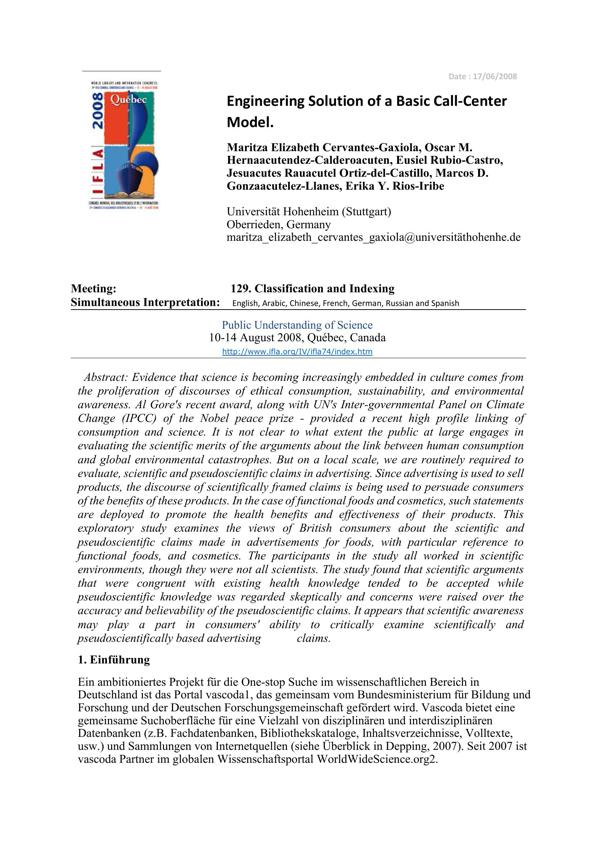 Date : 17/06/2008
WORLD LIBRARY AND INFORMATION CONGRESS:
Québec
IFLA 2008
Engineering Solution of a Basic Call-Center
Model.
Maritza Elizabeth Cervantes-Gaxiola, Oscar M.
Hernaacutendez-Calderoacuten, Eusiel Rubio-Castro,
Jesuacutes Rauacutel Ortiz-del-Castillo, Marcos D.
Gonzaacutelez-Llanes, Erika Y. Rios-Iribe
Universität Hohenheim (Stuttgart)
Oberrieden, Germany
maritza_elizabeth_cervantes_gaxiola@universitäthohenhe.de
Meeting: 129. Classification and Indexing
Simultaneous Interpretation: English, Arabic, Chinese, French, German, Russian and Spanish
Public Understanding of Science
10-14 August 2008, Québec, Canada
http://www.ifla.org/IV/ifla74/index.htm
Abstract: Evidence that science is becoming increasingly embedded in culture comes from
the proliferation of discourses of ethical consumption, sustainability, and environmental
awareness. Al Gore's recent award, along with UN's Inter-governmental Panel on Climate
Change (IPCC) of the Nobel peace prize - provided a recent high profile linking of
consumption and science. It is not clear to what extent the public at large engages in
evaluating the scientific merits of the arguments about the link between human consumption
and global environmental catastrophes. But on a local scale, we are routinely required to
evaluate, scientific and pseudoscientific claims in advertising. Since advertising is used to sell
products, the discourse of scientifically framed claims is being used to persuade consumers
of the benefits of these products. In the case of functional foods and cosmetics, such statements
are deployed to promote the health benefits and effectiveness of their products. This
exploratory study examines the views of British consumers about the scientific and
pseudoscientific claims made in advertisements for foods, with particular reference to
functional foods, and cosmetics. The participants in the study all worked in scientific
environments, though they were not all scientists. The study found that scientific arguments
that were congruent with existing health knowledge tended to be accepted while
pseudoscientific knowledge was regarded skeptically and concerns were raised over the
accuracy and believability of the pseudoscientific claims. It appears that scientific awareness
may play a part in consumers' ability to critically examine scientifically and
pseudoscientifically based advertising claims.
1. Einführung
Ein ambitioniertes Projekt für die One-stop Suche im wissenschaftlichen Bereich in
Deutschland ist das Portal vascoda1, das gemeinsam vom Bundesministerium für Bildung und
Forschung und der Deutschen Forschungsgemeinschaft gefördert wird. Vascoda bietet eine
gemeinsame Suchoberfläche für eine Vielzahl von disziplinären und interdisziplinären
Datenbanken (z.B. Fachdatenbanken, Bibliothekskataloge, Inhaltsverzeichnisse, Volltexte,
usw.) und Sammlungen von Internetquellen (siehe Überblick in Depping, 2007). Seit 2007 ist
vascoda Partner im globalen Wissenschaftsportal WorldWideScience.org2.